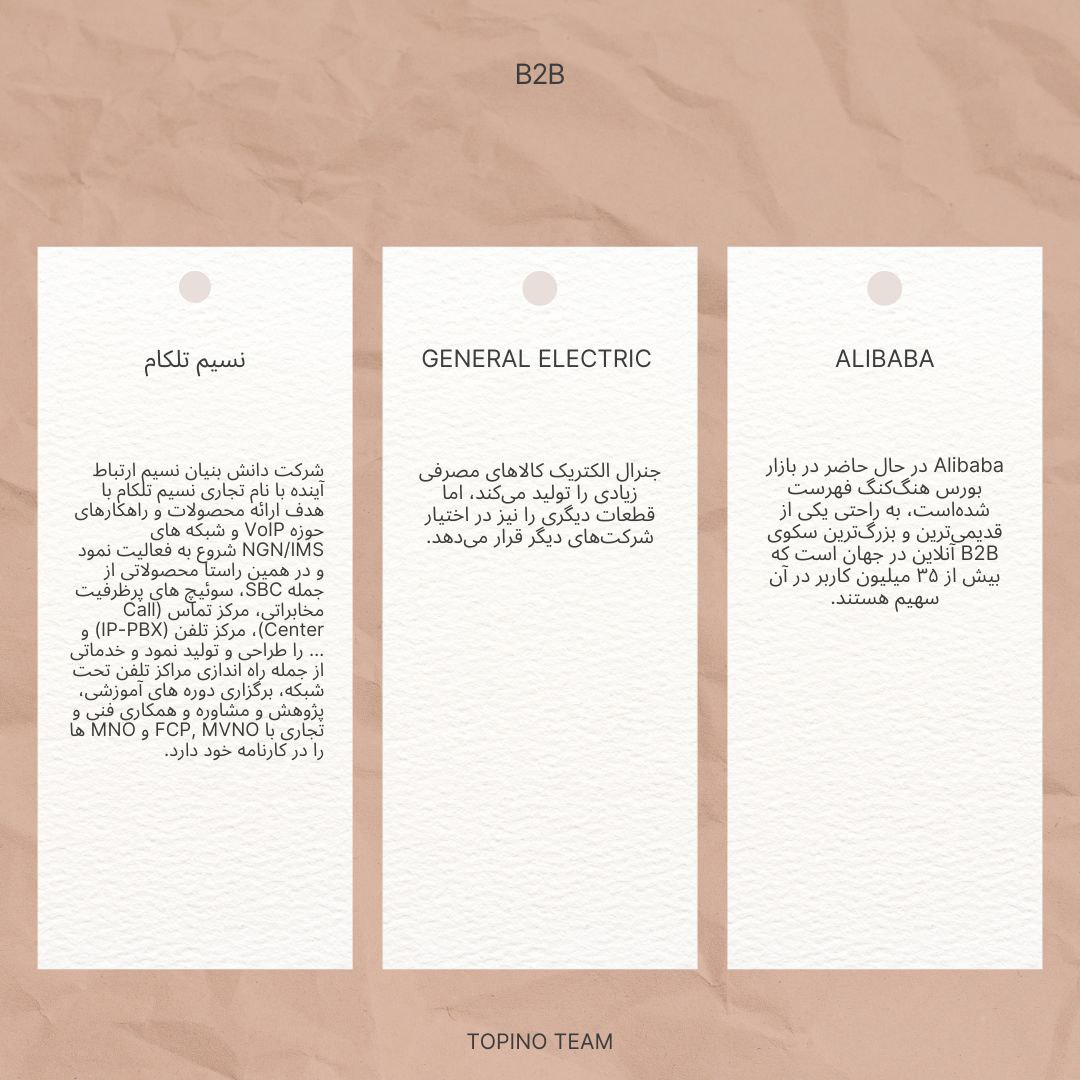 B2B
ALIBABA
Alibaba در حال حاضر در بازار
بورس هنگ‌کنگ فهرست
شده‌است، به راحتی یکی از
قدیمی‌ترین و بزرگ‌ترین سکوی
B2B آنلاین در جهان است که
بیش از ۳۵ میلیون کاربر در آن
سهیم هستند.
GENERAL ELECTRIC
جنرال الکتریک کالاهای مصرفی
زیادی را تولید می‌کند، اما
قطعات دیگری را نیز در اختیار
شرکت‌های دیگر قرار می‌دهد.
نسیم تلکام
شرکت دانش بنیان نسیم ارتباط
آینده با نام تجاری نسیم تلکام با
هدف ارائه محصولات و راهکارهای
حوزه VoIP و شبکه های
NGN/IMS شروع به فعالیت نمود
و در همین راستا محصولاتی از
جمله SBC، سوئیچ های پرظرفیت
مخابراتی، مرکز تماس (Call
Center)، مرکز تلفن (IP-PBX) و
... را طراحی و تولید نمود و خدماتی
از جمله راه اندازی مراکز تلفن تحت
شبکه، برگزاری دوره های آموزشی،
پژوهش و مشاوره و همکاری فنی و
تجاری با FCP, MVNO و MNO ها
را در کارنامه خود دارد.
TOPINO TEAM